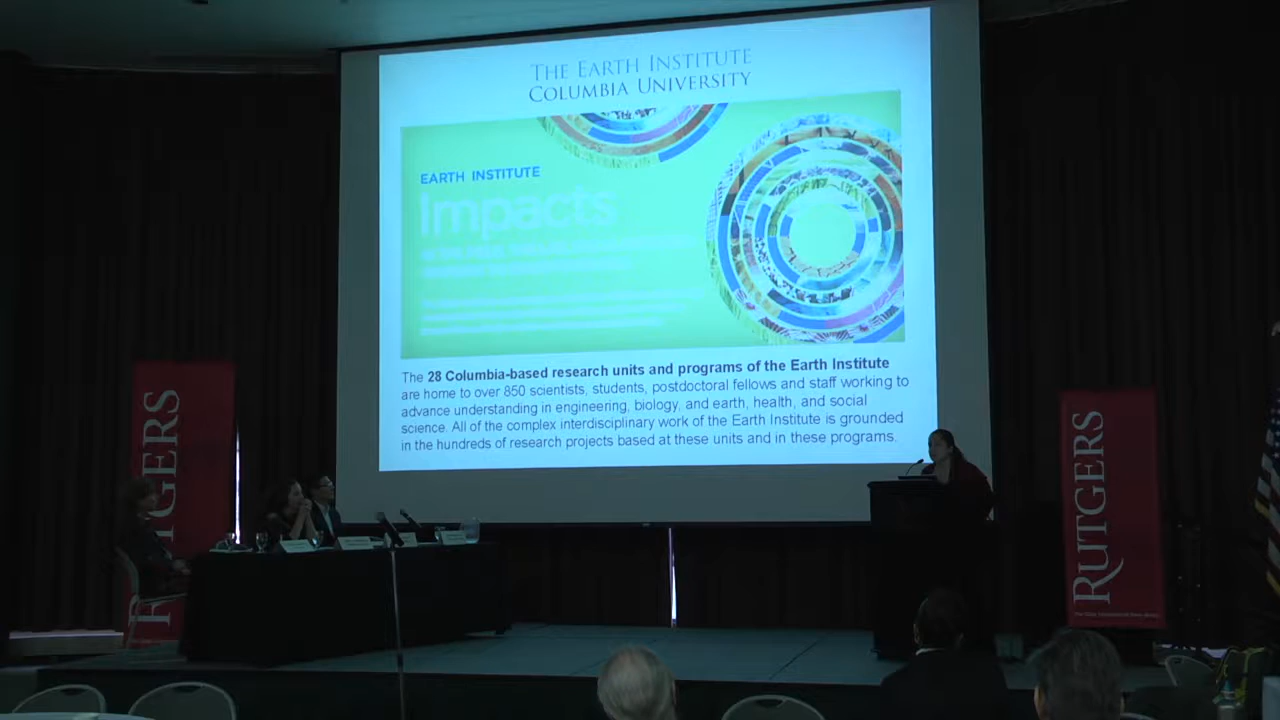 THE EARTH INSTITUTE
COLUMBIA UNIVERSITY
EARTH INSTITUTE
Impacts
The 28 Columbia-based research units and programs of the Earth Institute
are home to over 850 scientists, students, postdoctoral fellows and staff working to
advance understanding in engineering, biology, and earth, health, and social
science. All of the complex interdisciplinary work of the Earth Institute is grounded
in the hundreds of research projects based at these units and in these programs.
RUTGERS
RUTGERS